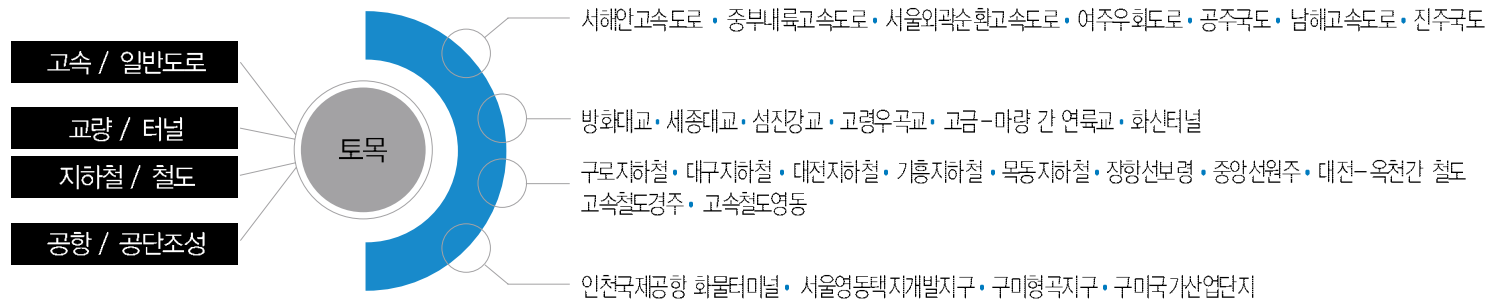 고속 / 일반도로
교량 / 터널
지하철 / 철도
공항 / 공단조성
토목
서해안고속도로 • 중부내륙고속도로 • 서울외곽순환고속도로 • 여주우회도로 • 공주국도 • 남해고속도로 • 진주국도
방화대교 • 세종대교 • 섬진강교 • 고령우곡교 • 고금-마량 간 연륙교 • 화신터널
구로지하철 • 대구지하철 • 대전지하철 • 기흥지하철 • 목동지하철 • 장항선보령 • 중앙선원주 • 대전-옥천간 철도
고속철도경주 • 고속철도영동
인천국제공항 화물터미널 • 서울영동택지개발지구 • 구미형곡지구 • 구미국가산업단지